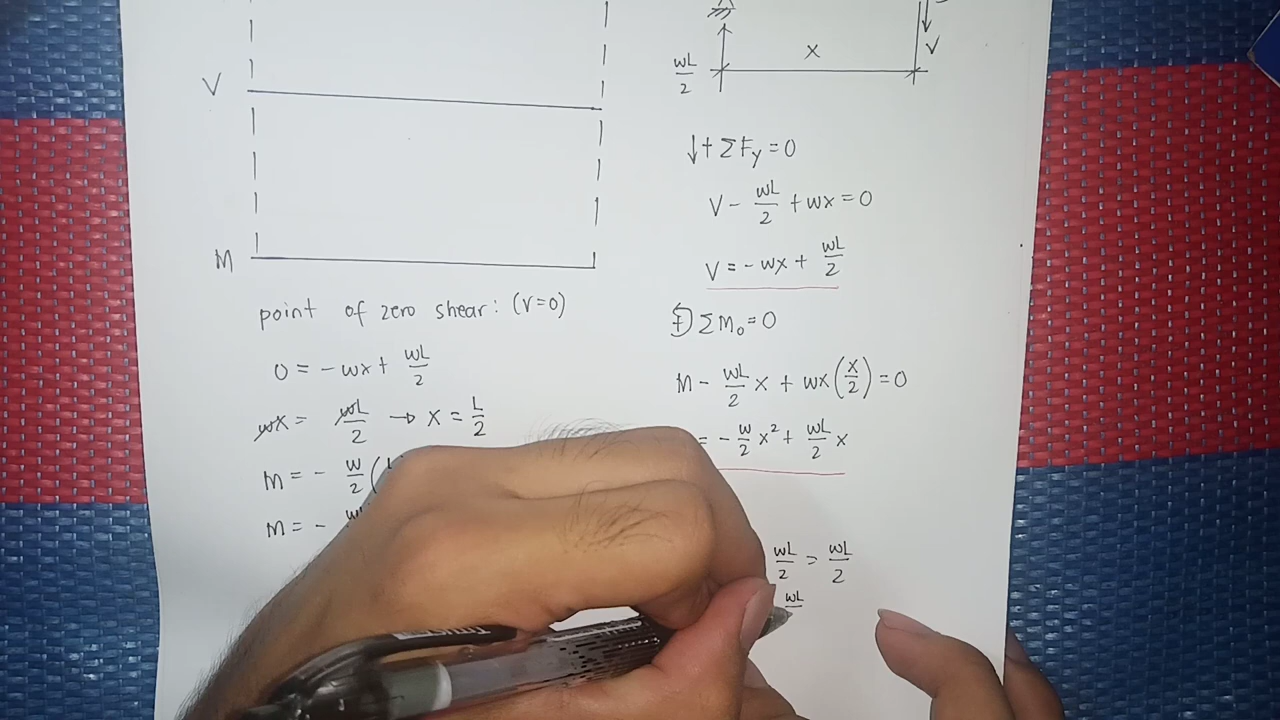 V
M
point of zero shear: (V=0)
0 = - wx + wL/2
wx = wL/2 → x = L/2
M = - w/2 (
M = -
wL/2
x
V
↓+ ΣFy = 0
V - wL/2 + wx = 0
V = - wx + wL/2
+ ΣMo = 0
M - wL/2 x + wx (x/2) = 0
= - w/2 x² + wL/2 x
wL/2 = wL/2
wL